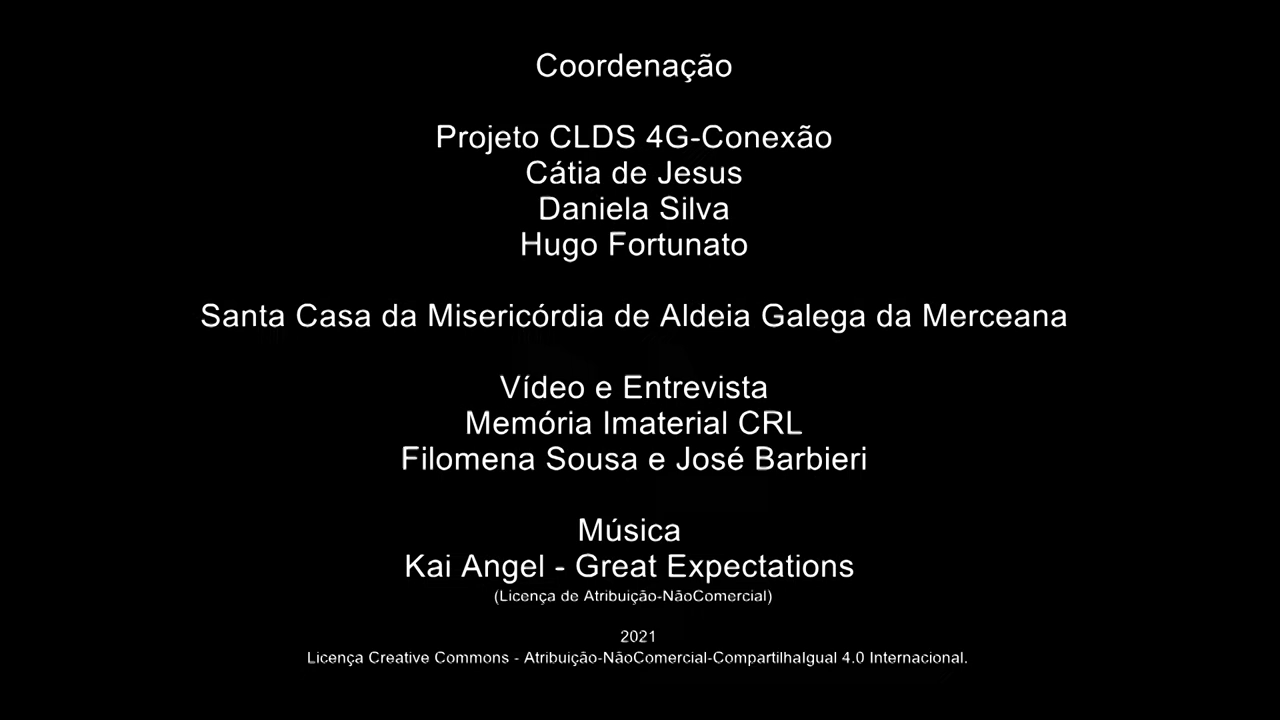 Coordenação
Projeto CLDS 4G-Conexão
Cátia de Jesus
Daniela Silva
Hugo Fortunato
Santa Casa da Misericórdia de Aldeia Galega da Merceana
Vídeo e Entrevista
Memória Imaterial CRL
Filomena Sousa e José Barbieri
Música
Kai Angel - Great Expectations
(Licença de Atribuição-NãoComercial)
2021
Licença Creative Commons - Atribuição-NãoComercial-CompartilhaIgual 4.0 Internacional.